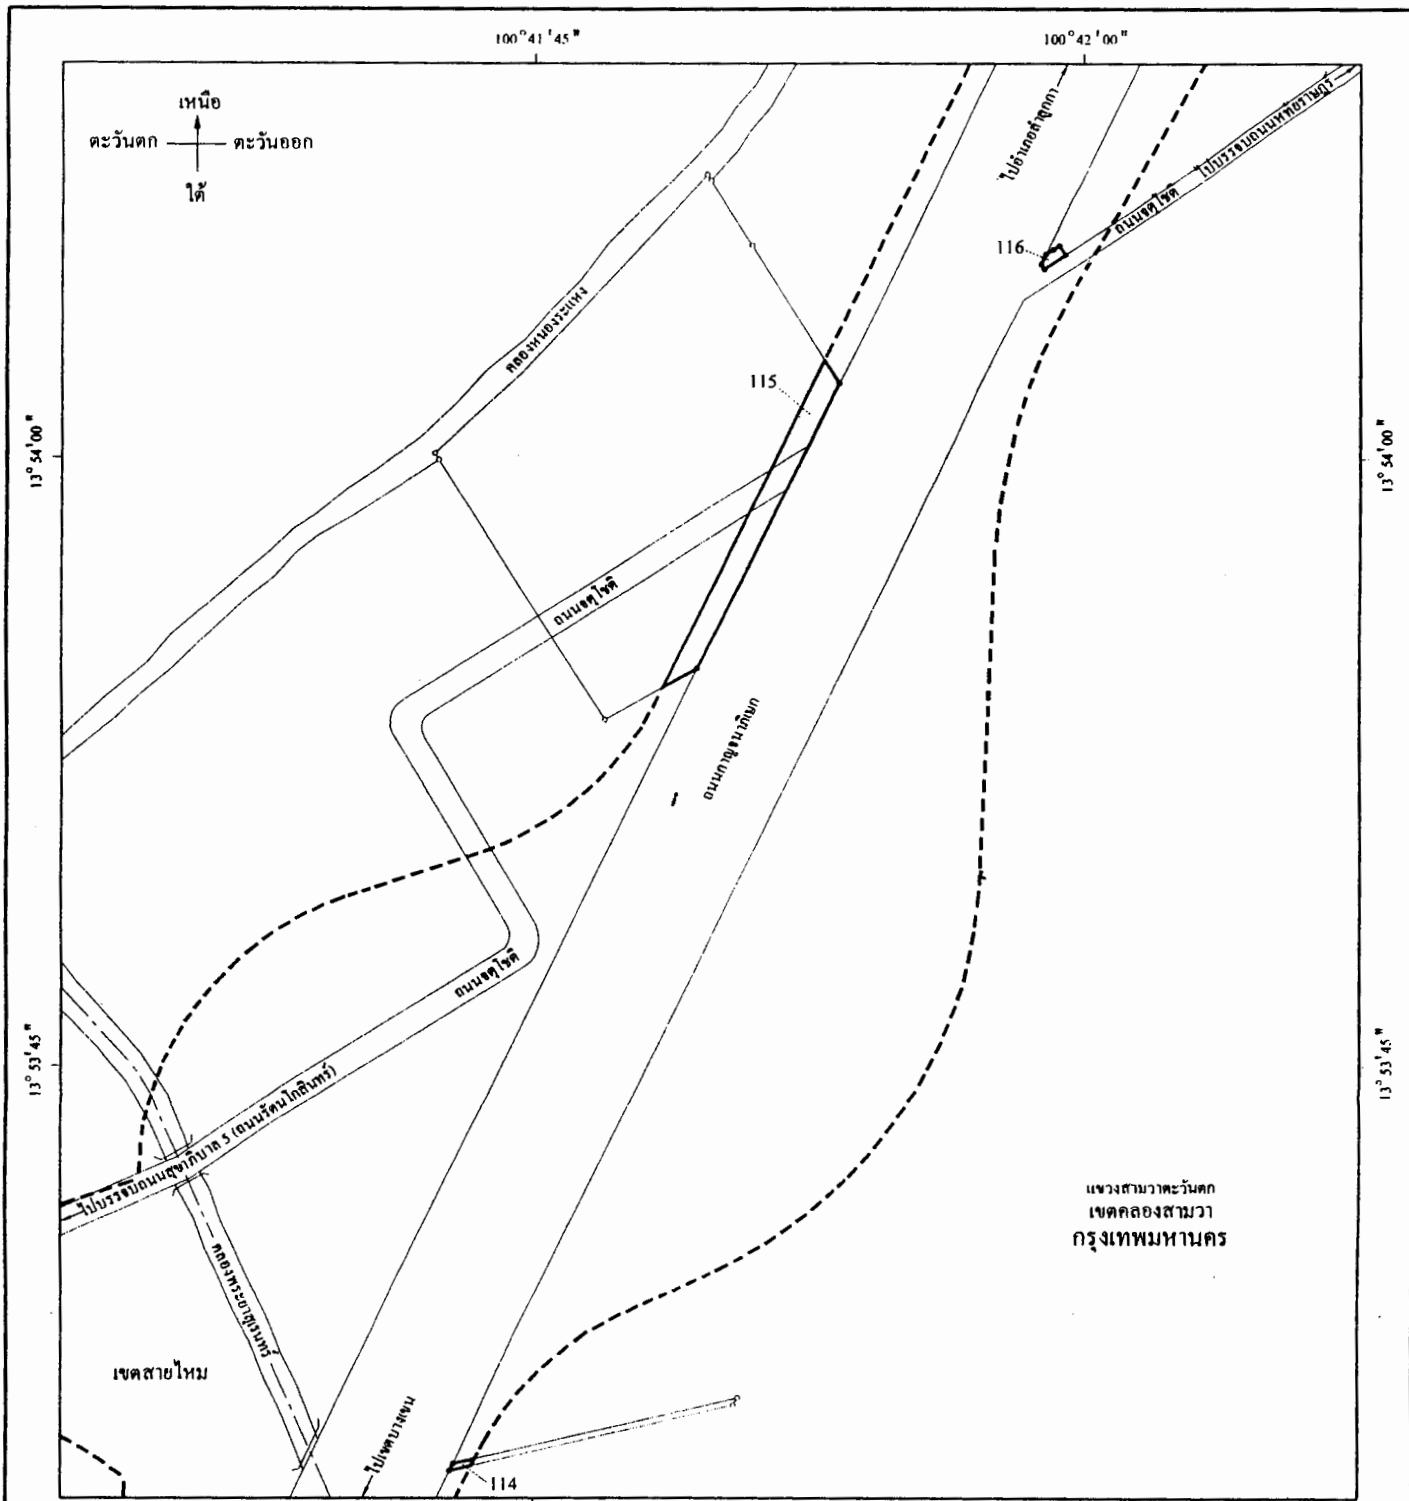 100°41'45"
100°42'00"
เหนือ
ตะวันตก
ตะวันออก
ใต้
ไปอำเภอลำลูกกา
ถนนจตุโชติ
ไปบรรจบถนนหทัยราษฎร์
116
คลองหนองระแหง
115
13°54'00"
13°54'00"
ถนนจตุโชติ
ถนนกาญจนาภิเษก
ถนนจตุโชติ
13°53'45"
13°53'45"
ไปบรรจบถนนสุขาภิบาล 5 (ถนนรัตนโกสินทร์)
แขวงสามวาตะวันตก
เขตคลองสามวา
กรุงเทพมหานคร
คลองพระยาสุเรนทร์
เขตสายไหม
ไปเขตบางเขน
114